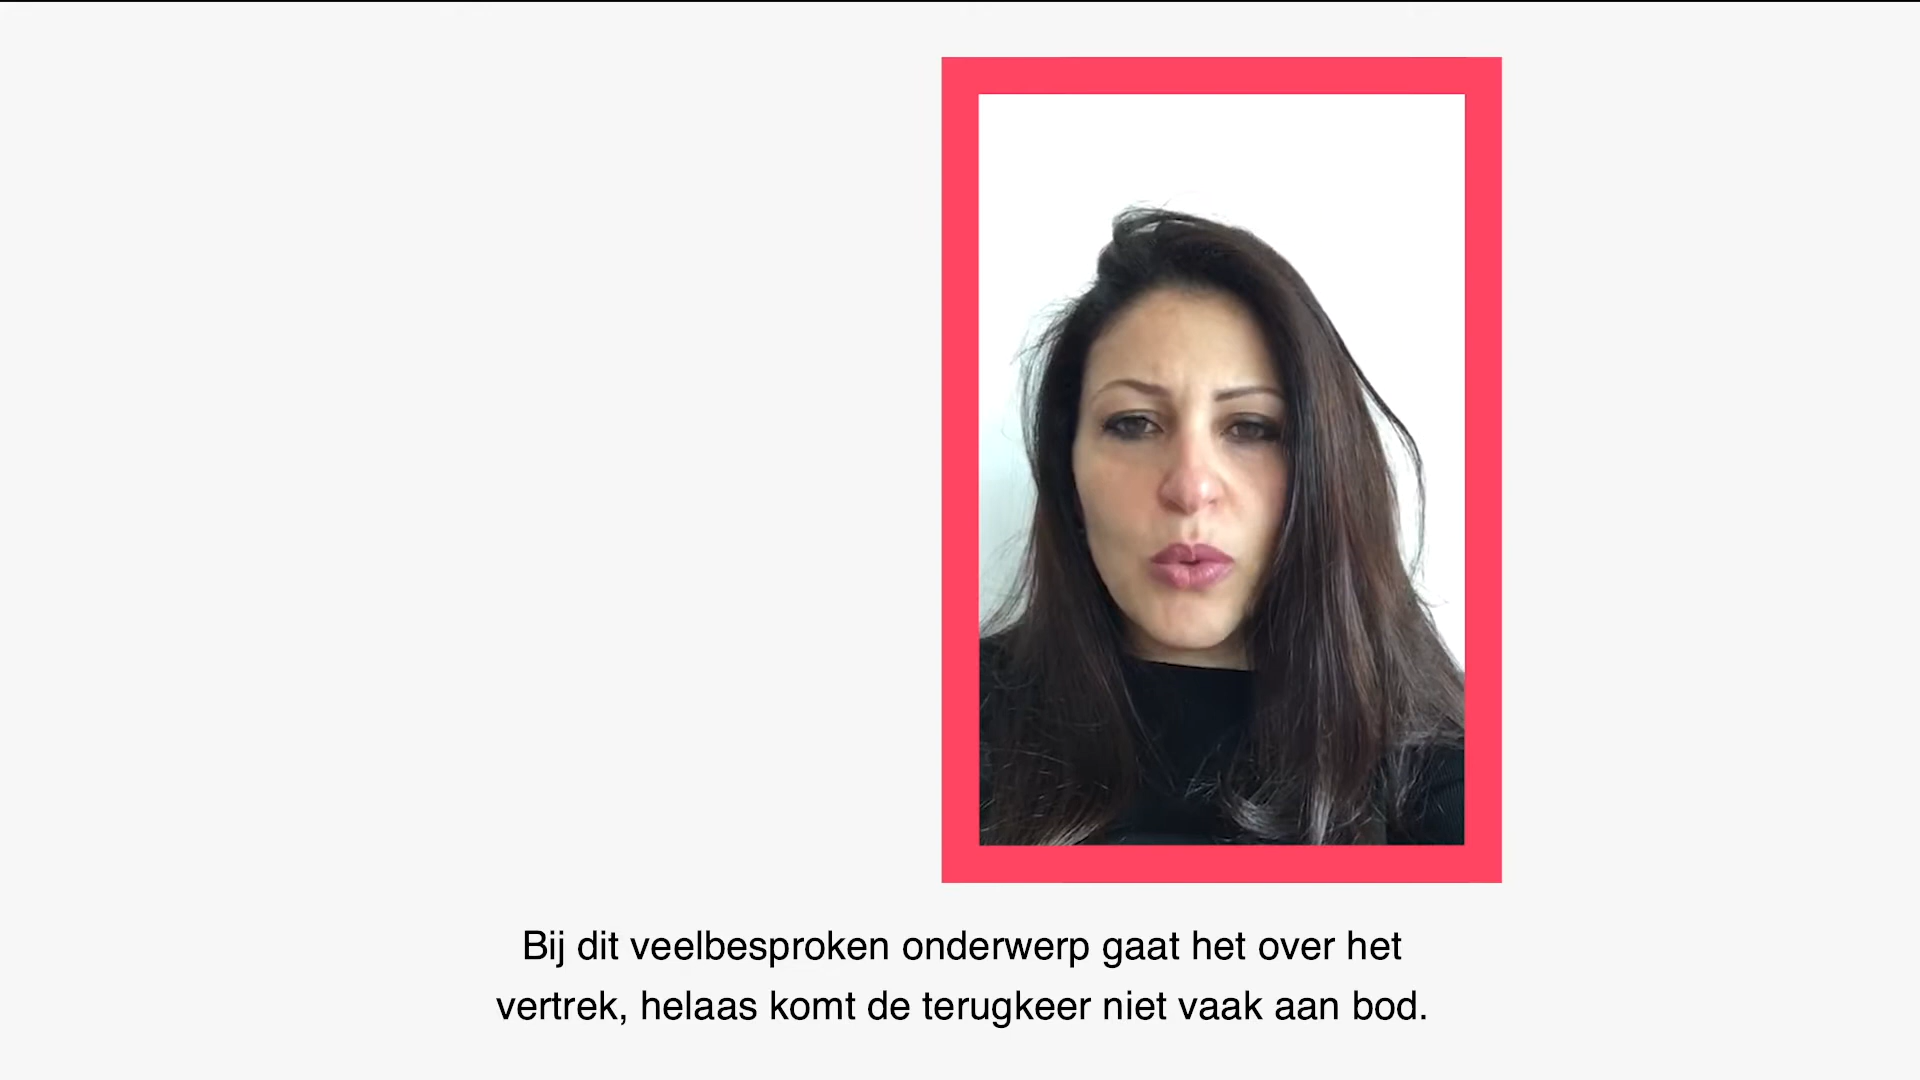 Bij dit veelbesproken onderwerp gaat het over het
vertrek, helaas komt de terugkeer niet vaak aan bod.